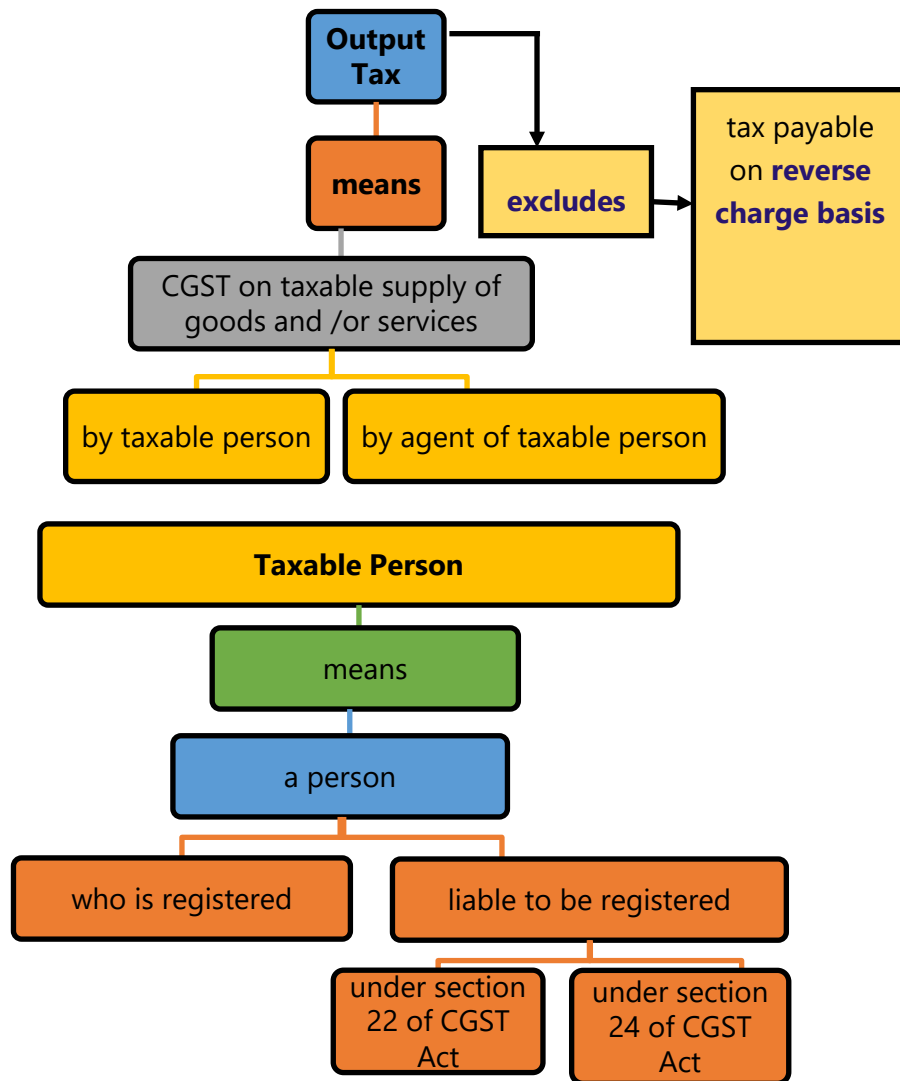 Output
Tax
means
excludes
tax payable
on reverse
charge basis
CGST on taxable supply of
goods and /or services
by taxable person
by agent of taxable person
Taxable Person
means
a person
who is registered
liable to be registered
under section
22 of CGST
Act
under section
24 of CGST
Act